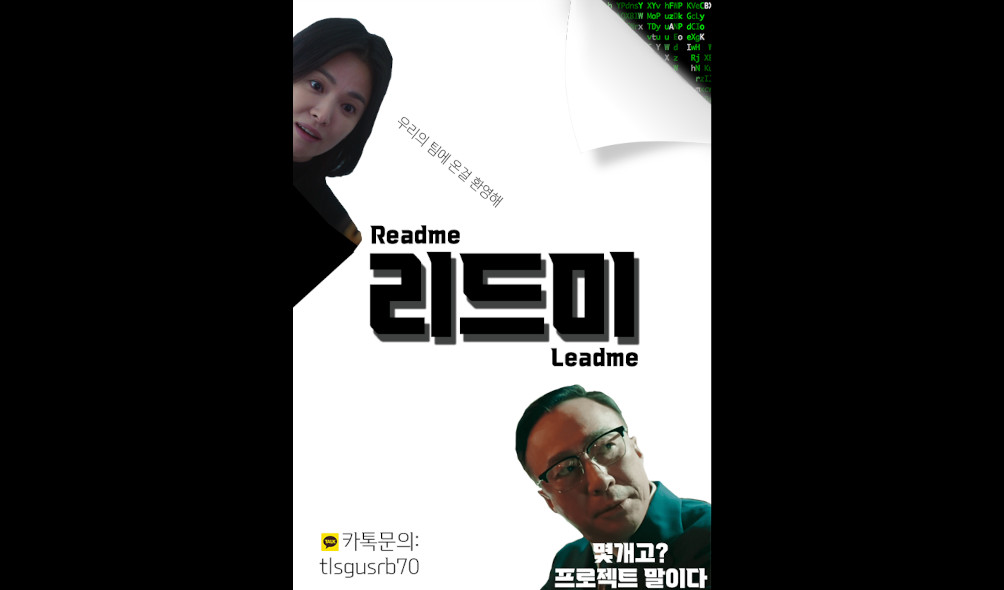 우리의 팀에 온걸 환영해
Readme
리드미
Leadme
TALK
카톡문의:
tlsgusrb70
몇개고?
프로젝트 말이다